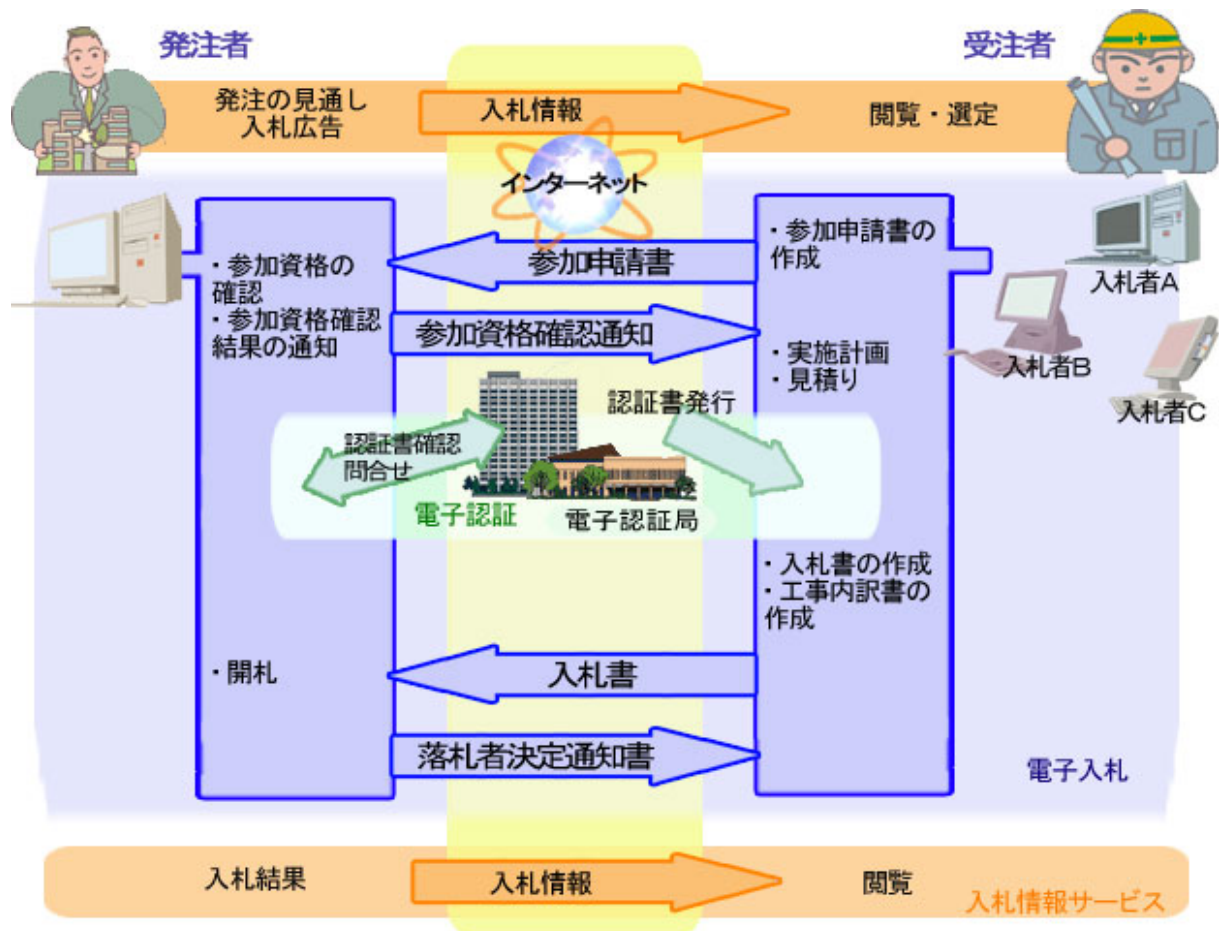 発注者
受注者
発注の見通し
入札広告
入札情報
閲覧・選定
インターネット
・参加申請書の
作成
参加申請書
・参加資格の
確認
・参加資格確認
結果の通知
参加資格確認通知
・実施計画
・見積り
入札者A
入札者B
入札者C
認証書発行
認証書確認
問合せ
電子認証
電子認証局
・入札書の作成
・工事内訳書の
作成
・開札
入札書
落札者決定通知書
電子入札
入札結果
入札情報
閲覧
入札情報サービス